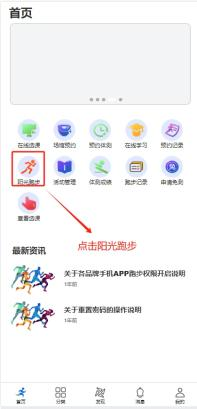 首页
在线选课
场馆预约
预约体测
在线学习
预约记录
阳光跑步
活动管理
体测成绩
跑步记录
申请免测
查看选课
点击阳光跑步
最新资讯
关于各品牌手机APP跑步权限开启说明
1年前
关于重置密码的操作说明
1年前
首页
分类
发现
消息
我的